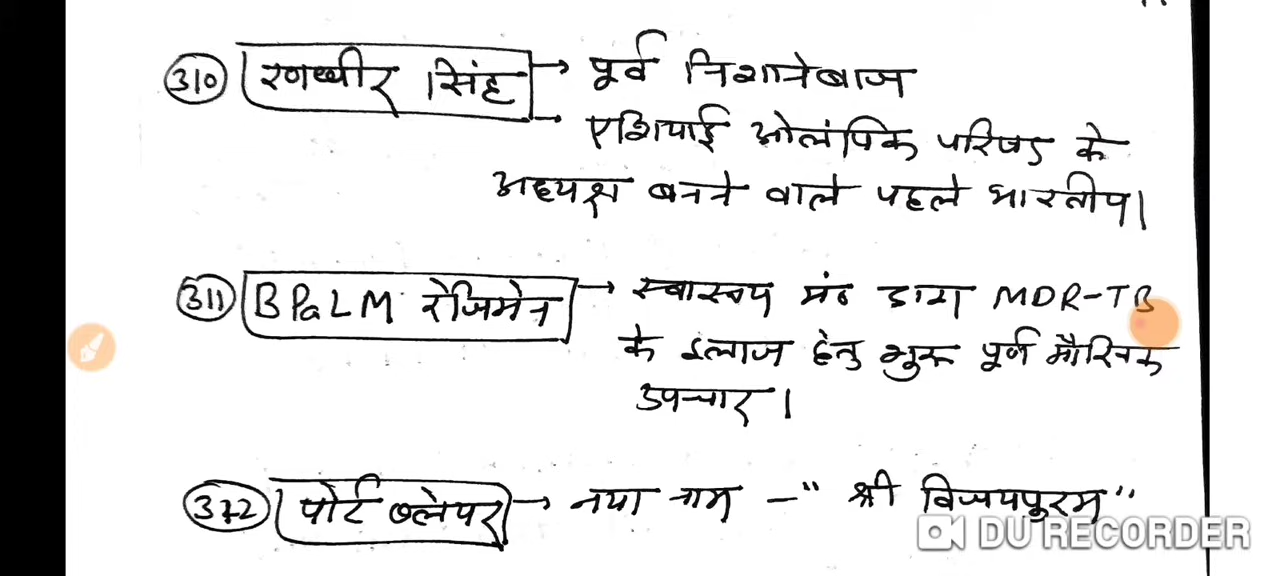 310 रणधीर सिंह → पूर्व निशानेबाज
→ एशियाई ओलंपिक परिषद के
अध्यक्ष बनने वाले पहले भारतीय।
311 BPaLM रेजिमेन → स्वास्थ्य मंत्रा० द्वारा MDR-TB
के इलाज हेतु शुरू पूर्ण मौखिक
उपचार।
312 पोर्ट ब्लेयर → नया नाम - "श्री विजयपुरम"
DU RECORDER